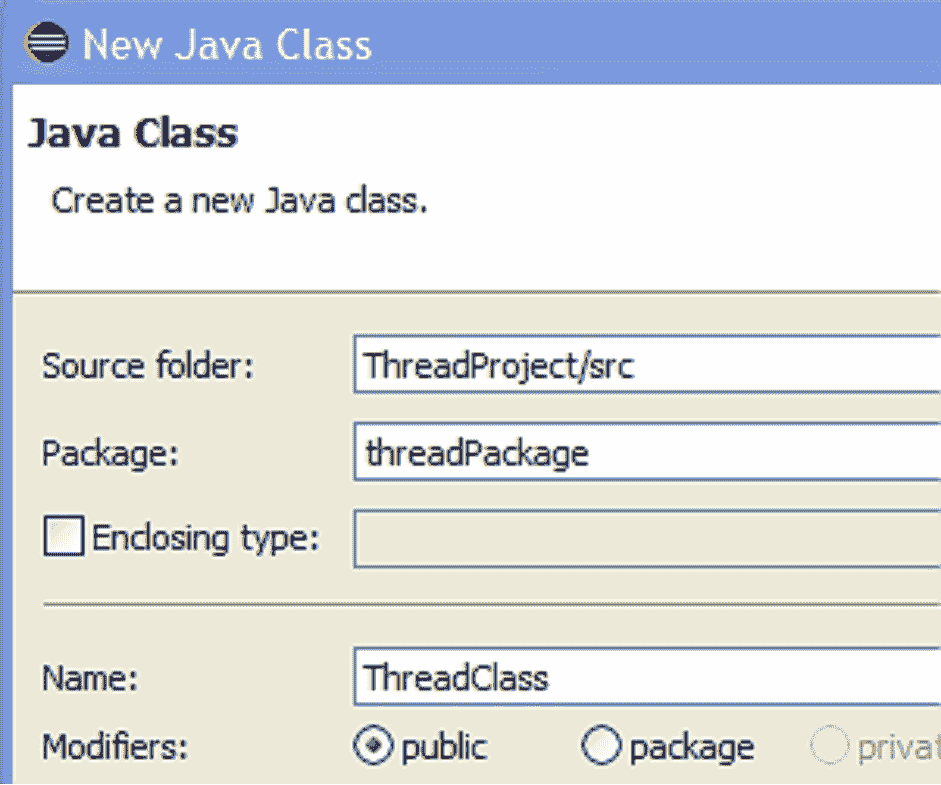 New Java Class
Java Class
Create a new Java class.
Source folder: ThreadProject/src
Package: threadPackage
Enclosing type:
Name: ThreadClass
Modifiers: public package privat